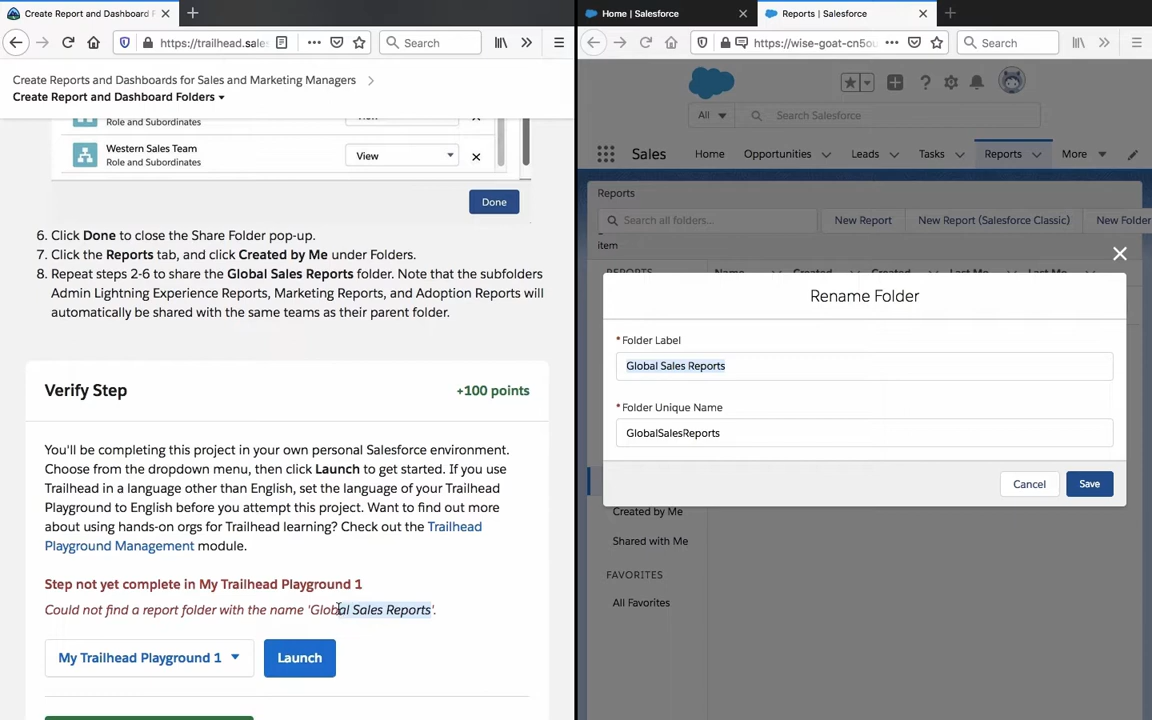 Create Report and Dashboard F
https://trailhead.sales
Search
Create Reports and Dashboards for Sales and Marketing Managers
Create Report and Dashboard Folders
Role and Subordinates
Western Sales Team
Role and Subordinates
View
Done
6. Click Done to close the Share Folder pop-up.
7. Click the Reports tab, and click Created by Me under Folders.
8. Repeat steps 2-6 to share the Global Sales Reports folder. Note that the subfolders
Admin Lightning Experience Reports, Marketing Reports, and Adoption Reports will
automatically be shared with the same teams as their parent folder.
Verify Step
+100 points
You'll be completing this project in your own personal Salesforce environment.
Choose from the dropdown menu, then click Launch to get started. If you use
Trailhead in a language other than English, set the language of your Trailhead
Playground to English before you attempt this project. Want to find out more
about using hands-on orgs for Trailhead learning? Check out the Trailhead
Playground Management module.
Step not yet complete in My Trailhead Playground 1
Could not find a report folder with the name 'Global Sales Reports'.
My Trailhead Playground 1
Launch
Home | Salesforce
Reports | Salesforce
https://wise-goat-cn5ou
Search
All
Search Salesforce
Sales
Home
Opportunities
Leads
Tasks
Reports
More
Reports
Search all folders...
New Report
New Report (Salesforce Classic)
New Folder
item
REPORTS
Name
Created
Created
Last Mo
Last Mo
Rename Folder
* Folder Label
Global Sales Reports
* Folder Unique Name
GlobalSalesReports
Cancel
Save
Created by Me
Shared with Me
FAVORITES
All Favorites